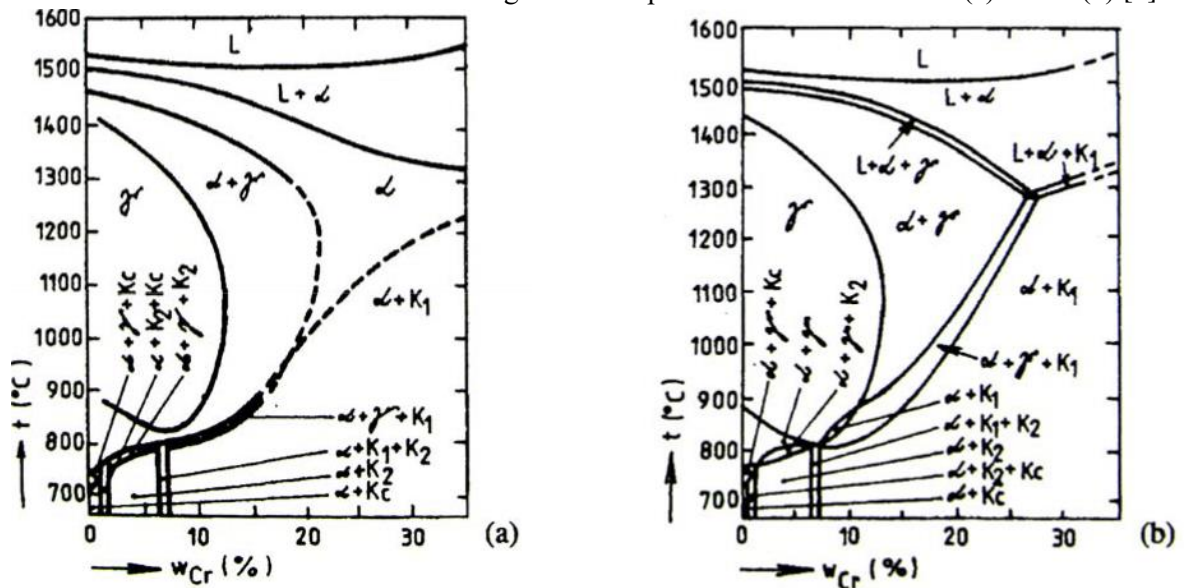 (a)
1600
1500
1400
1300
1200
1100
1000
900
800
700
t (°C)
L
L + α
α + γ
α
γ
α + γ + Kc
α + K2 + Kc
α + γ + K2
α + K1
α + γ + K1
α + K1 + K2
α + K2
α + Kc
0
10
20
30
wCr (%)
(b)
1600
1500
1400
1300
1200
1100
1000
900
800
700
t (°C)
L
L + α
L + α + γ
L + α + K1
α + γ
γ
α + γ + Kc
α + γ
α + γ + K2
α + K1
α + γ + K1
α + K1
α + K1 + K2
α + K2
α + K2 + Kc
α + Kc
0
10
20
30
wCr (%)